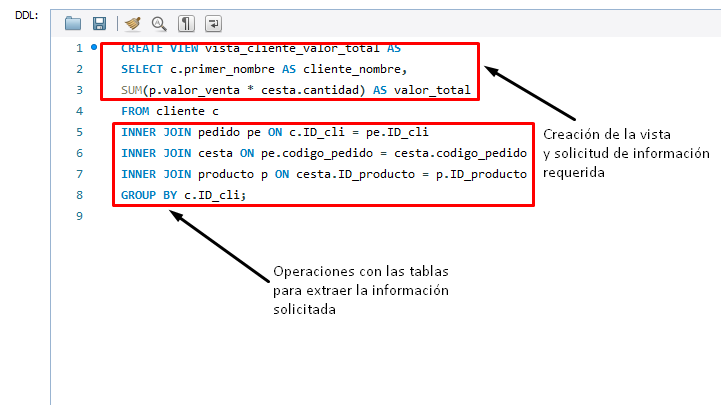 DDL:
1 CREATE VIEW vista_cliente_valor_total AS
2 SELECT c.primer_nombre AS cliente_nombre,
3 SUM(p.valor_venta * cesta.cantidad) AS valor_total
4 FROM cliente c
5 INNER JOIN pedido pe ON c.ID_cli = pe.ID_cli
6 INNER JOIN cesta ON pe.codigo_pedido = cesta.codigo_pedido
7 INNER JOIN producto p ON cesta.ID_producto = p.ID_producto
8 GROUP BY c.ID_cli;
9
Creación de la vista
y solicitud de información
requerida
Operaciones con las tablas
para extraer la información
solicitada